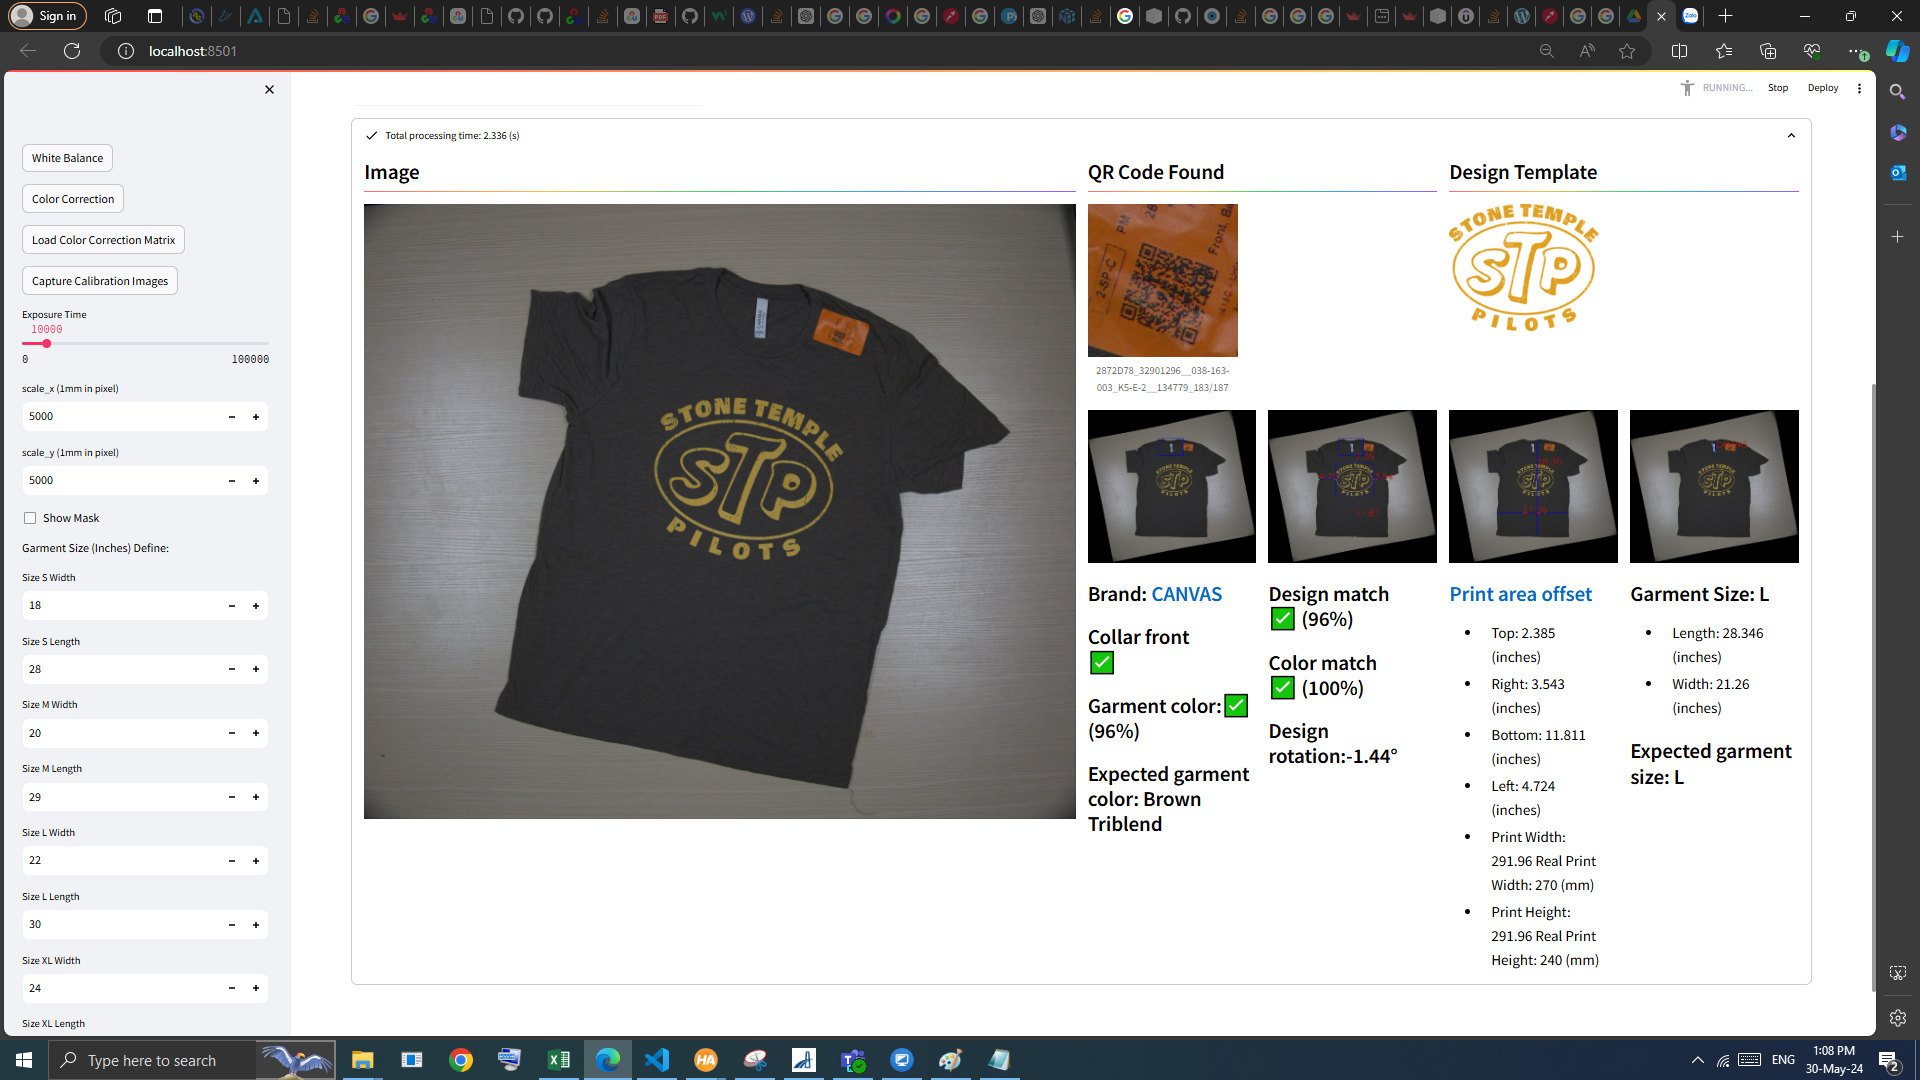 Sign in
localhost:8501
RUNNING...
Stop
Deploy
White Balance
Color Correction
Load Color Correction Matrix
Capture Calibration Images
Exposure Time
10000
0
100000
scale_x (1mm in pixel)
5000
scale_y (1mm in pixel)
5000
Show Mask
Garment Size (Inches) Define:
Size S Width
18
Size S Length
28
Size M Width
20
Size M Length
29
Size L Width
22
Size L Length
30
Size XL Width
24
Size XL Length
Total processing time: 2.336 (s)
Image
STONE TEMPLE
STP
PILOTS
QR Code Found
PM
2-SP-C
2872D78_32901296__038-163-
003_K5-E-2__134779_183/187
Design Template
STONE TEMPLE
STP
PILOTS
Brand: CANVAS
Collar front
Garment color:
(96%)
Expected garment
color: Brown
Triblend
Design match
(96%)
Color match
(100%)
Design
rotation:-1.44°
Print area offset
Top: 2.385
(inches)
Right: 3.543
(inches)
Bottom: 11.811
(inches)
Left: 4.724
(inches)
Print Width:
291.96 Real Print
Width: 270 (mm)
Print Height:
291.96 Real Print
Height: 240 (mm)
Garment Size: L
Length: 28.346
(inches)
Width: 21.26
(inches)
Expected garment
size: L
Type here to search
ENG
1:08 PM
30-May-24
2